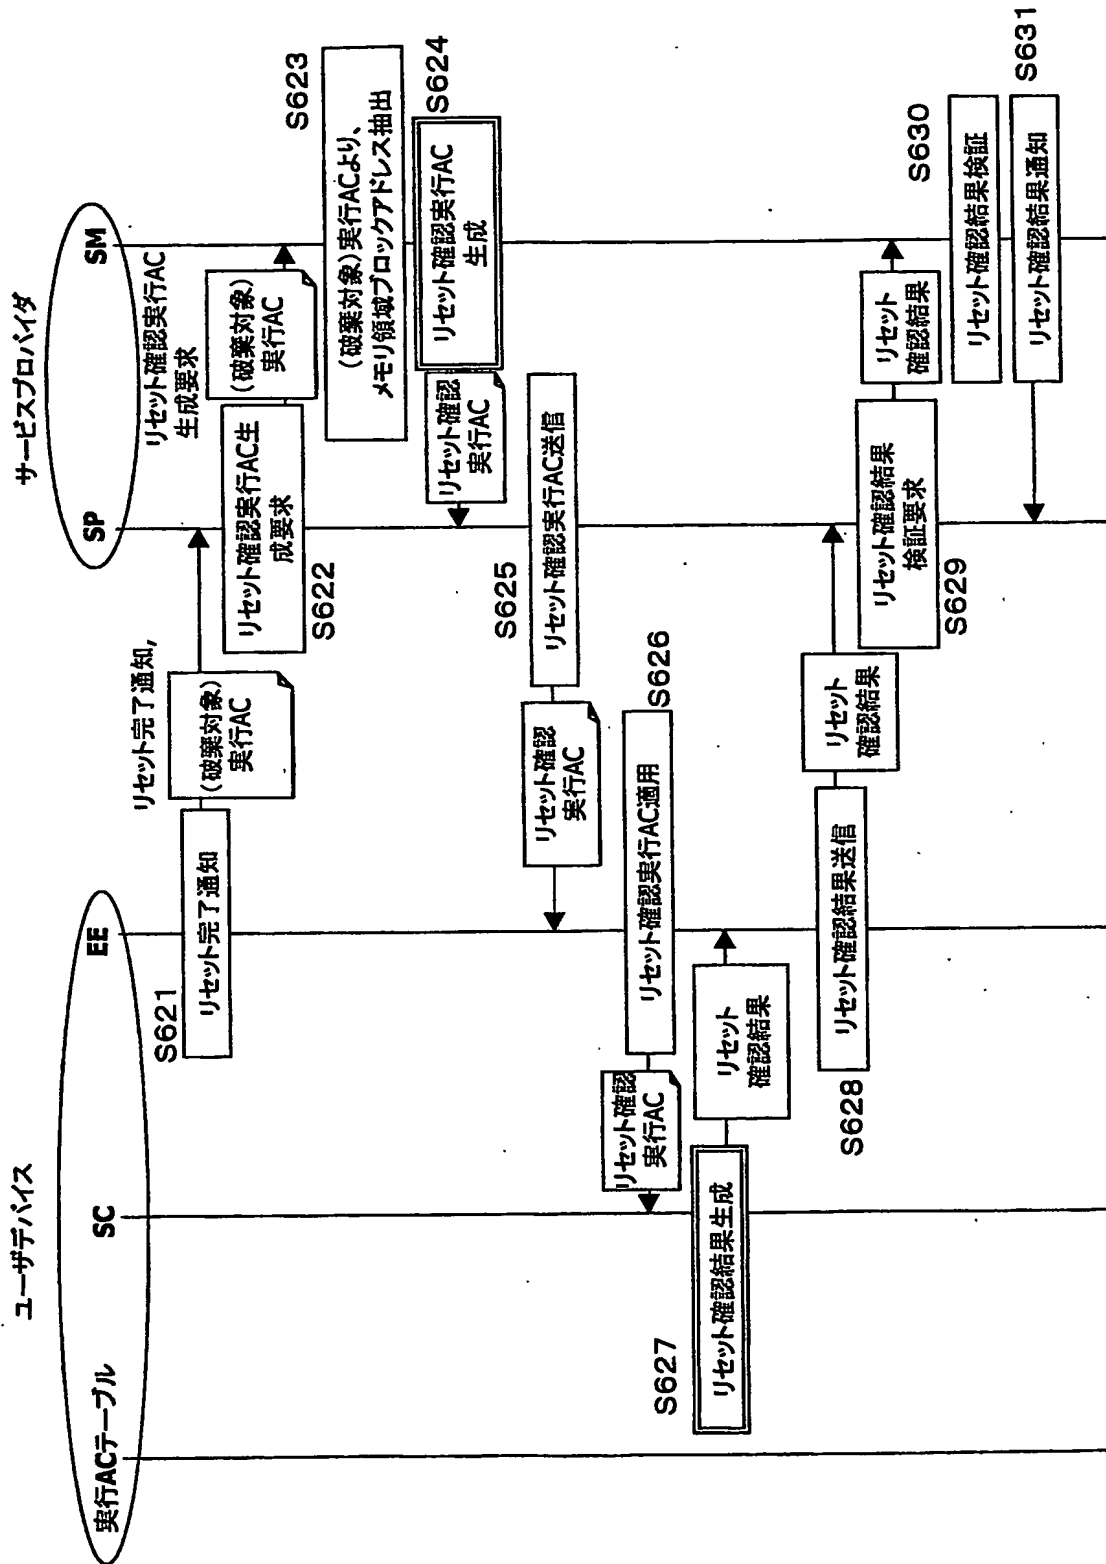 ユーザデバイス
サービスプロバイダ
実行ACテーブル
SC
EE
SP
SM
S621
リセット完了通知
リセット完了通知,
(破棄対象)
実行AC
S622
リセット確認実行AC生
成要求
リセット確認実行AC
生成要求
(破棄対象)
実行AC
S623
(破棄対象)実行ACより、
メモリ領域ブロックアドレス抽出
S624
リセット確認実行AC
生成
リセット確認
実行AC
S625
リセット確認実行AC送信
リセット確認
実行AC
S626
リセット確認実行AC適用
リセット確認
実行AC
S627
リセット確認結果生成
リセット
確認結果
S628
リセット確認結果送信
リセット
確認結果
S629
リセット確認結果
検証要求
リセット
確認結果
S630
リセット確認結果検証
S631
リセット確認結果通知